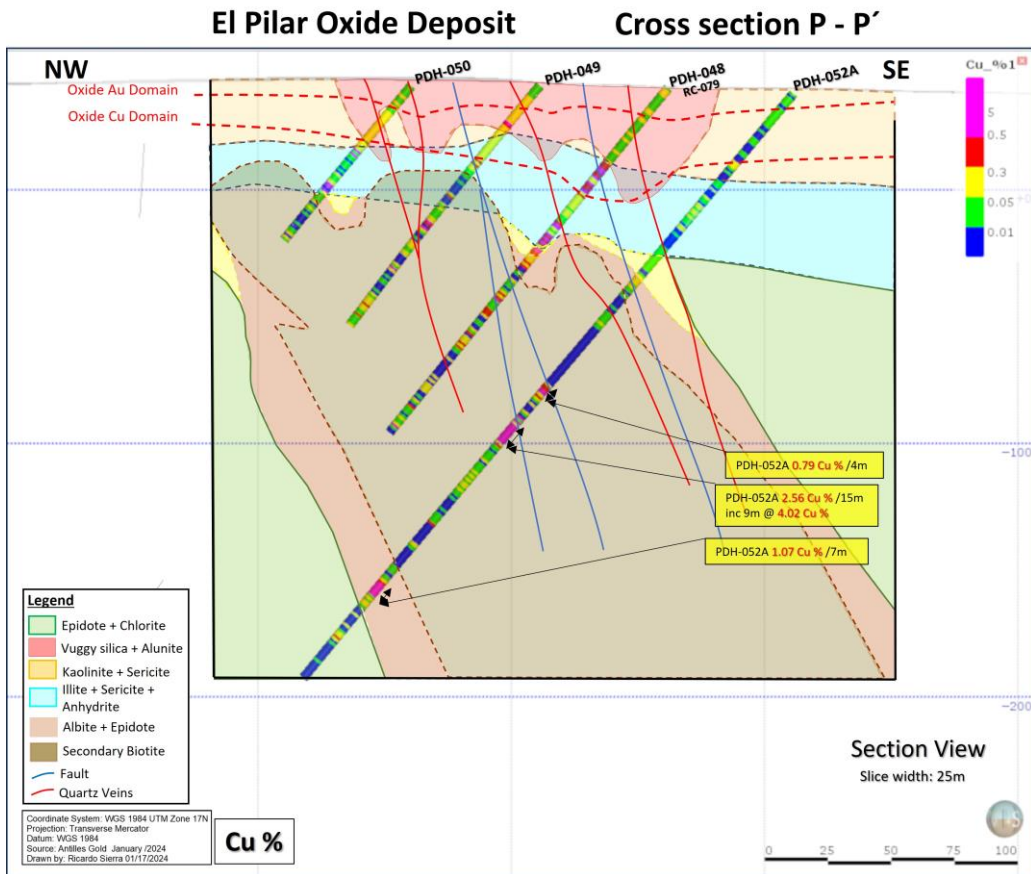 El Pilar Oxide Deposit Cross section P - P´
NW
SE
PDH-050
PDH-049
PDH-048
RC-079
PDH-052A
Cu_%1
Oxide Au Domain
Oxide Cu Domain
5
0.5
0.3
0.05
0.01
-100
-200
PDH-052A 0.79 Cu % /4m
PDH-052A 2.56 Cu % /15m
inc 9m @ 4.02 Cu %
PDH-052A 1.07 Cu % /7m
Legend
Epidote + Chlorite
Vuggy silica + Alunite
Kaolinite + Sericite
Illite + Sericite +
Anhydrite
Albite + Epidote
Secondary Biotite
Fault
Quartz Veins
Section View
Slice width: 25m
Coordinate System: WGS 1984 UTM Zone 17N
Projection: Transverse Mercator
Datum: WGS 1984
Source: Antilles Gold January /2024
Drawn by: Ricardo Sierra 01/17/2024
Cu %
0 25 50 75 100